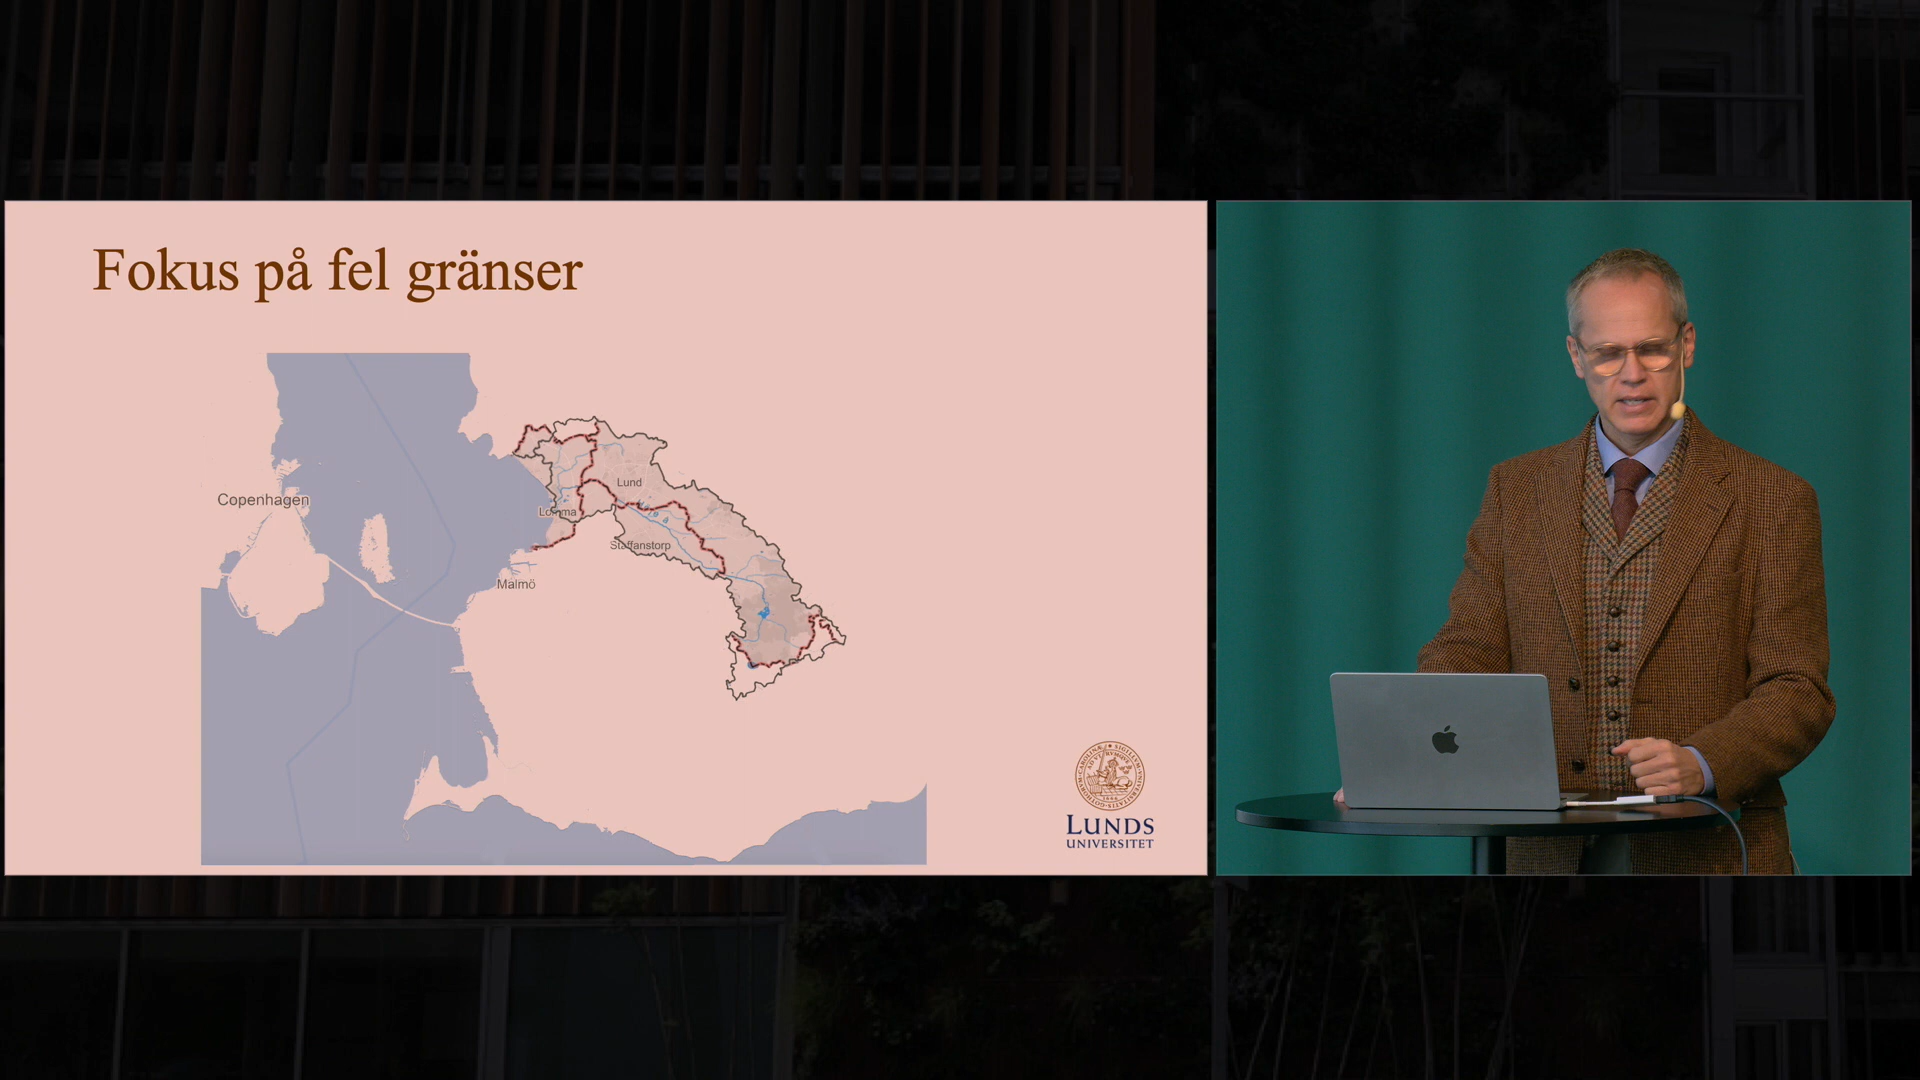 Fokus på fel gränser
Copenhagen
Lund
Lomma
Staffanstorp
Malmö
LUNDS
UNIVERSITET